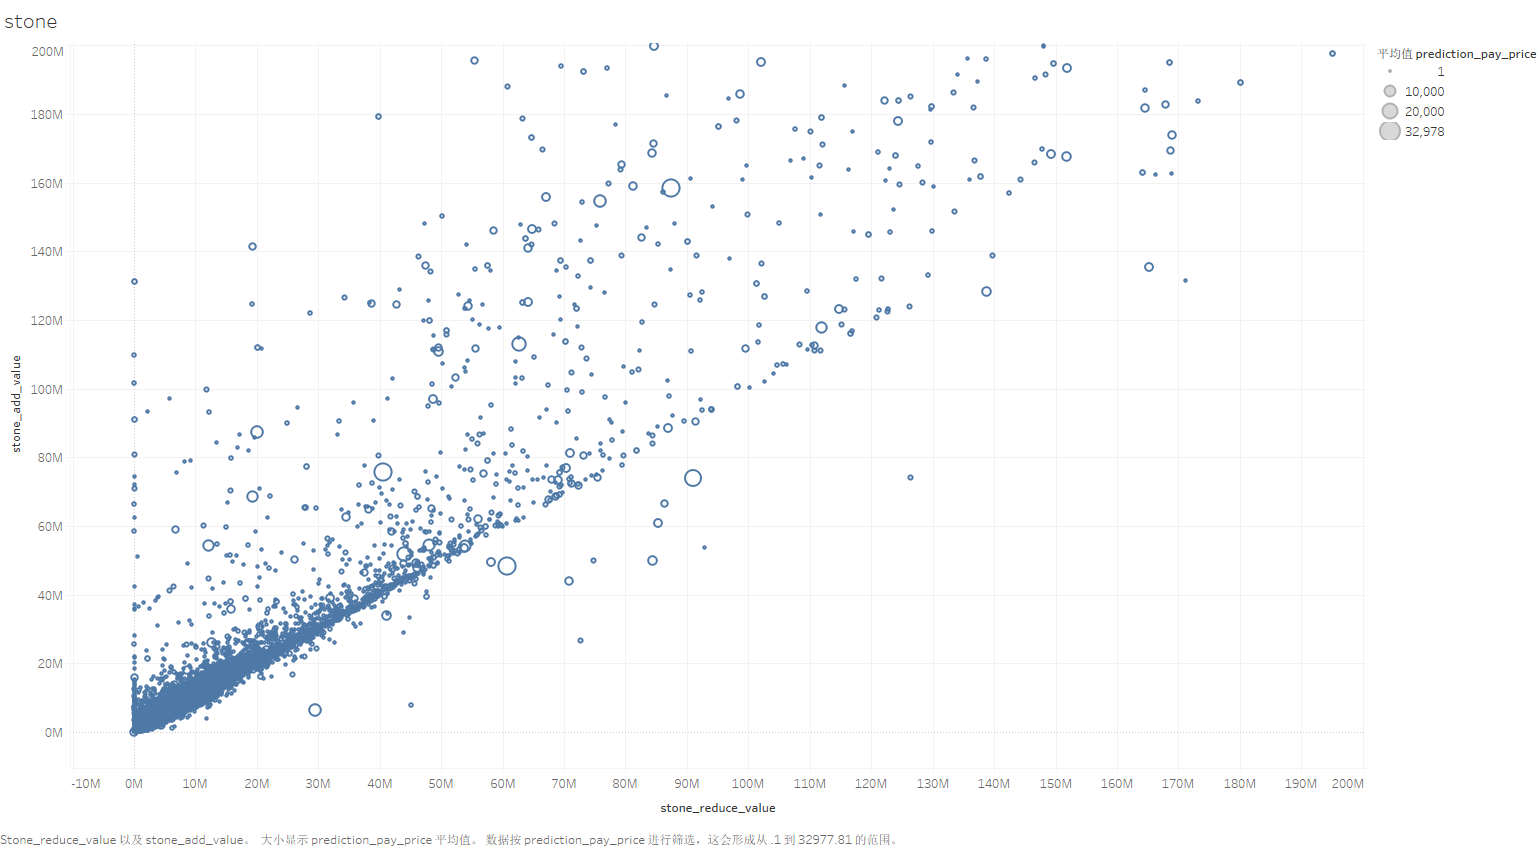 stone
平均值 prediction_pay_price
1
10,000
20,000
32,978
stone_add_value
200M
180M
160M
140M
120M
100M
80M
60M
40M
20M
0M
-10M 0M 10M 20M 30M 40M 50M 60M 70M 80M 90M 100M 110M 120M 130M 140M 150M 160M 170M 180M 190M 200M
stone_reduce_value
Stone_reduce_value 以及 stone_add_value。 大小显示 prediction_pay_price 平均值。 数据按 prediction_pay_price 进行筛选，这会形成从 .1 到 32977.81 的范围。